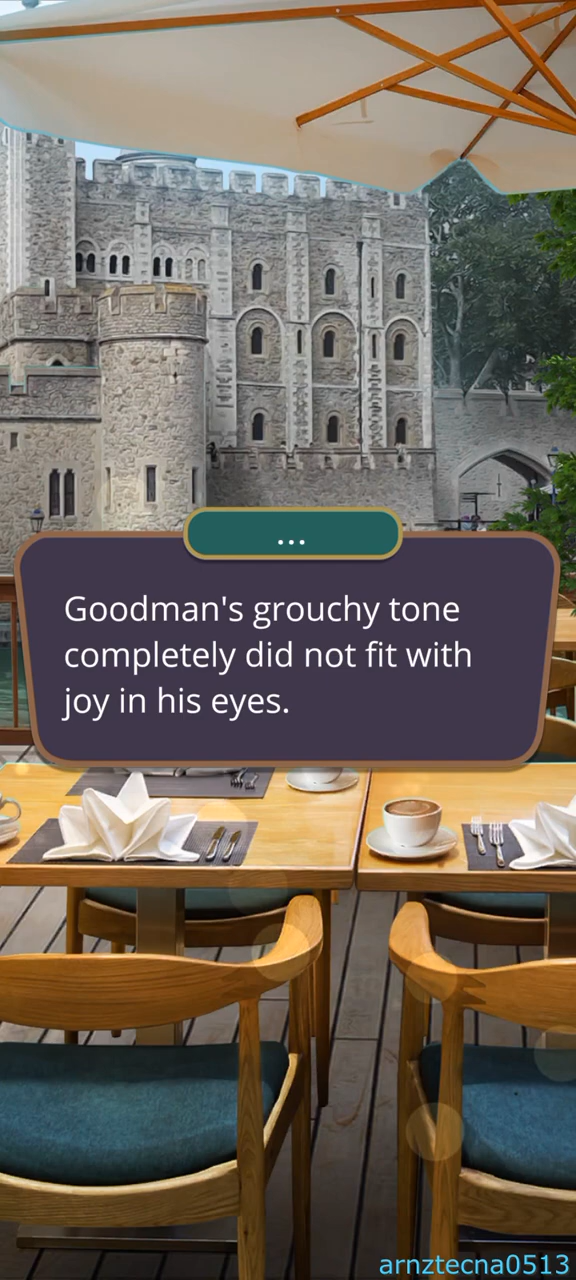 ...
Goodman's grouchy tone
completely did not fit with
joy in his eyes.
arnztecna0513